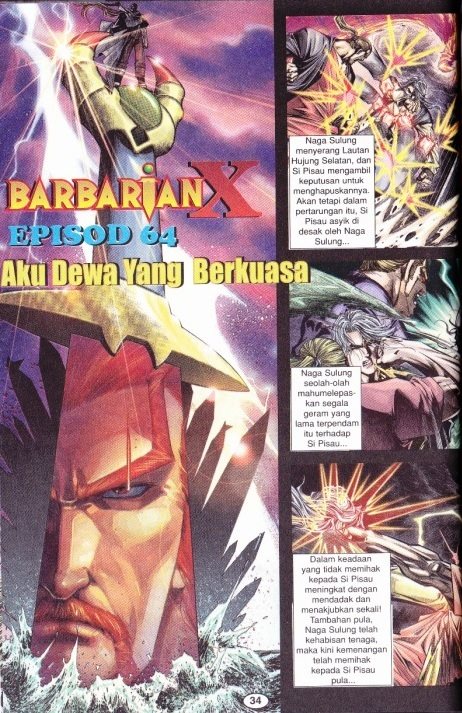 BARBARIAN X
EPISOD 64
Aku Dewa Yang Berkuasa
Naga Sulung
menyerang Lautan
Hujung Selatan, dan
Si Pisau mengambil
keputusan untuk
menghapuskannya.
Akan tetapi dalam
pertarungan itu, Si
Pisau asyik di
desak oleh Naga
Sulung...
Naga Sulung
seolah-olah
mahumelepas-
kan segala
geram yang
lama terpendam
itu terhadap
Si Pisau...
Dalam keadaan
yang tidak memihak
kepada Si Pisau
meningkat dengan
mendadak dan
menakjubkan sekali!
Tambahan pula,
Naga Sulung telah
kehabisan tenaga,
maka kini kemenangan
telah memihak
kepada Si Pisau
pula...
34